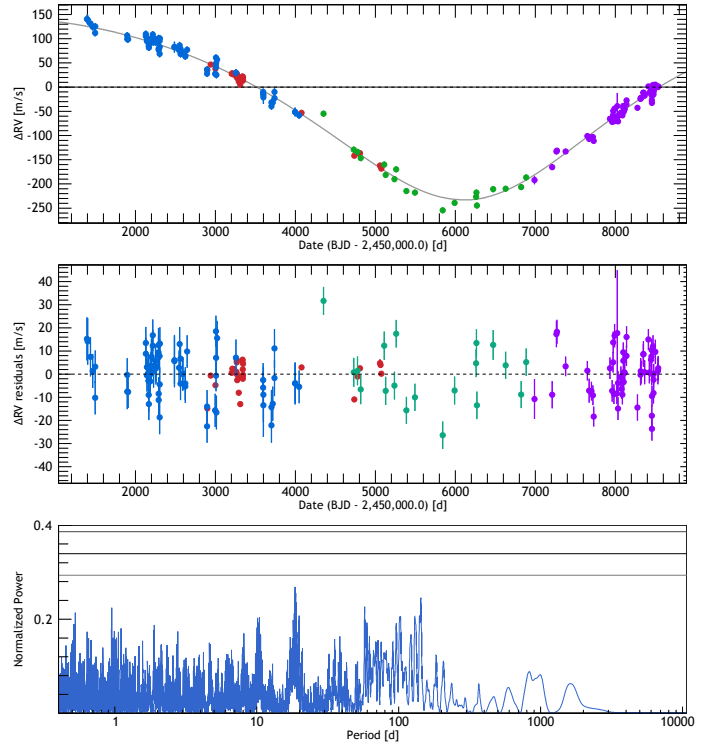 150
100
50
0
-50
-100
-150
-200
-250
ΔRV [m/s]
2000 3000 4000 5000 6000 7000 8000
Date (BJD - 2,450,000.0) [d]
40
30
20
10
0
-10
-20
-30
-40
ΔRV residuals [m/s]
2000 3000 4000 5000 6000 7000 8000
Date (BJD - 2,450,000.0) [d]
0.4
0.2
Normalized Power
1 10 100 1000 10000
Period [d]